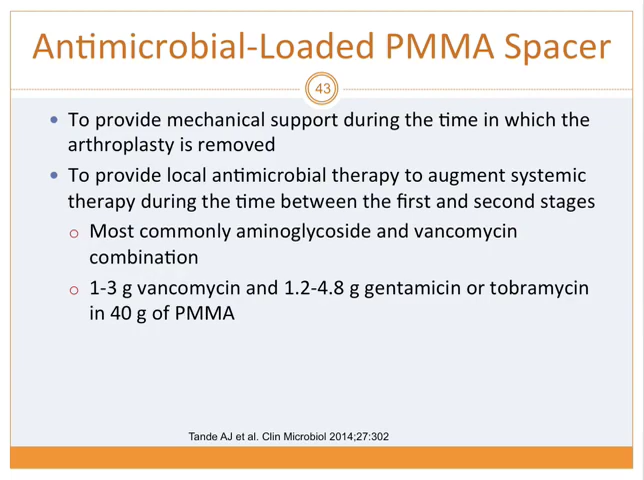 Antimicrobial-Loaded PMMA Spacer
43
• To provide mechanical support during the time in which the
arthroplasty is removed
• To provide local antimicrobial therapy to augment systemic
therapy during the time between the first and second stages
o Most commonly aminoglycoside and vancomycin
combination
o 1-3 g vancomycin and 1.2-4.8 g gentamicin or tobramycin
in 40 g of PMMA
Tande AJ et al. Clin Microbiol 2014;27:302